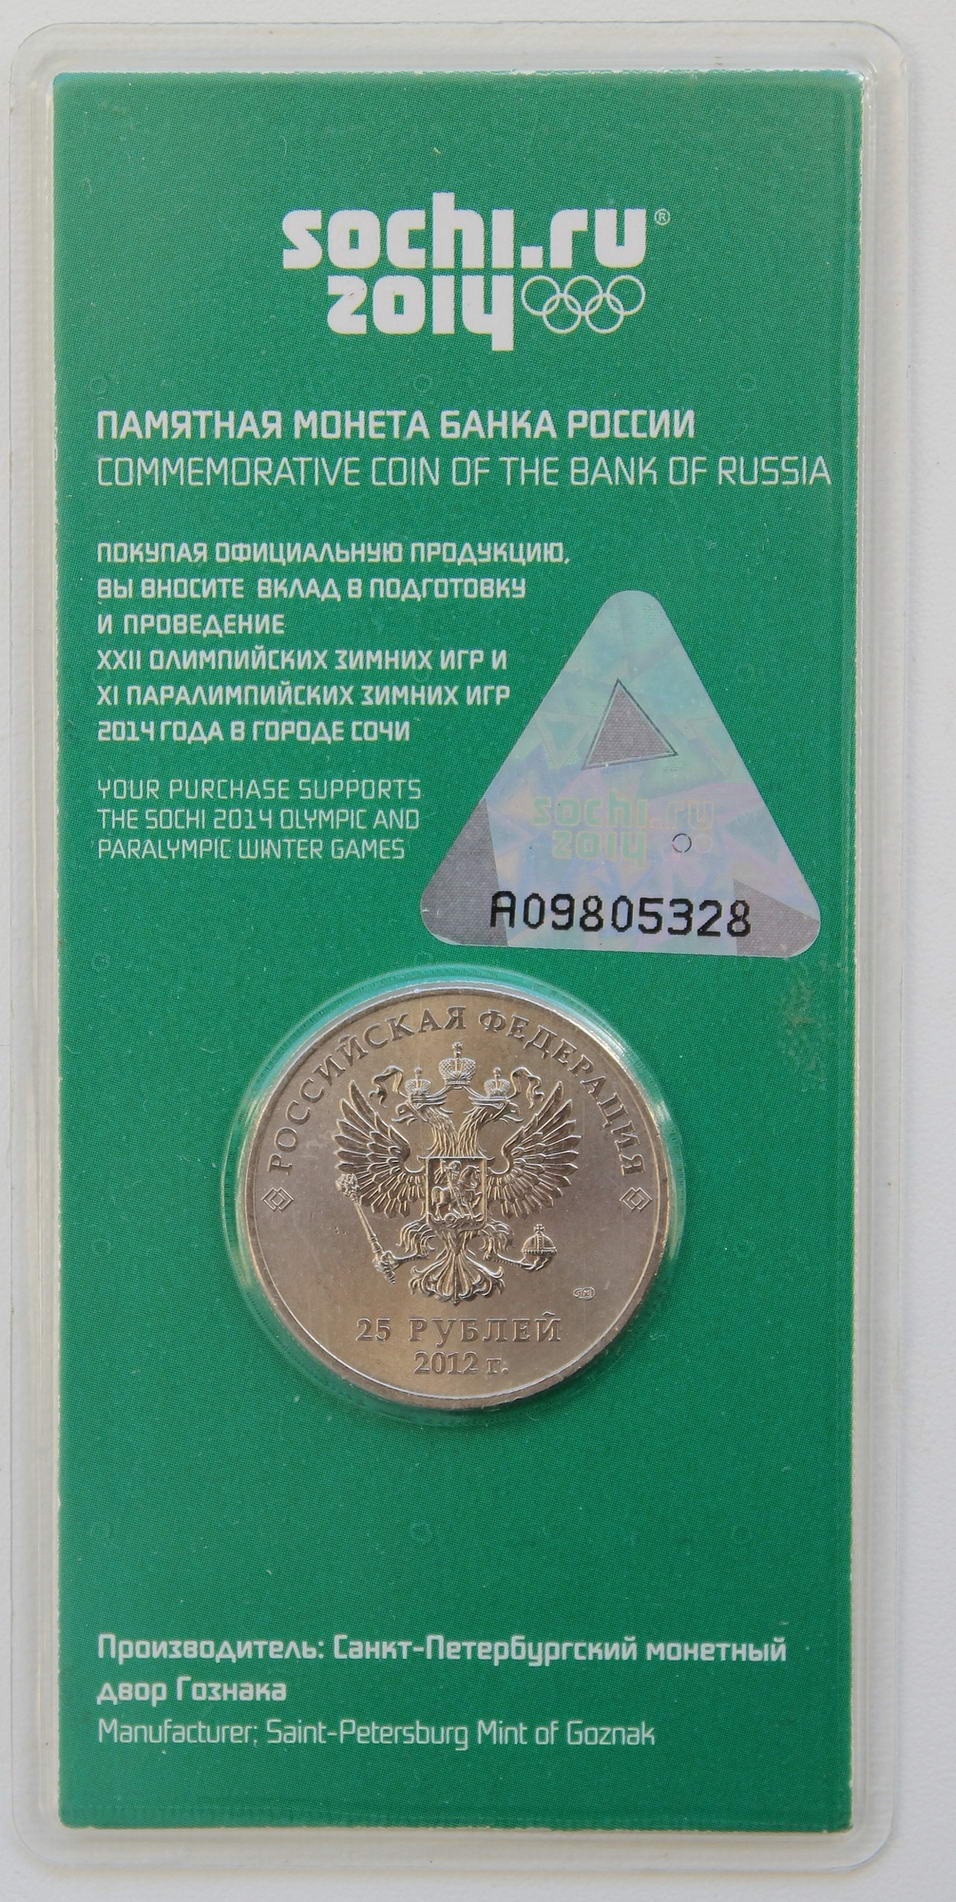 sochi.ru®
2014
ПАМЯТНАЯ МОНЕТА БАНКА РОССИИ
COMMEMORATIVE COIN OF THE BANK OF RUSSIA
ПОКУПАЯ ОФИЦИАЛЬНУЮ ПРОДУКЦИЮ,
ВЫ ВНОСИТЕ ВКЛАД В ПОДГОТОВКУ
И ПРОВЕДЕНИЕ
XXII ОЛИМПИЙСКИХ ЗИМНИХ ИГР И
XI ПАРАЛИМПИЙСКИХ ЗИМНИХ ИГР
2014 ГОДА В ГОРОДЕ СОЧИ
YOUR PURCHASE SUPPORTS
THE SOCHI 2014 OLYMPIC AND
PARALYMPIC WINTER GAMES
sochi.ru
2014
A09805328
РОССИЙСКАЯ ФЕДЕРАЦИЯ
25 РУБЛЕЙ
2012 г.
Производитель: Санкт-Петербургский монетный
двор Гознака
Manufacturer: Saint-Petersburg Mint of Goznak